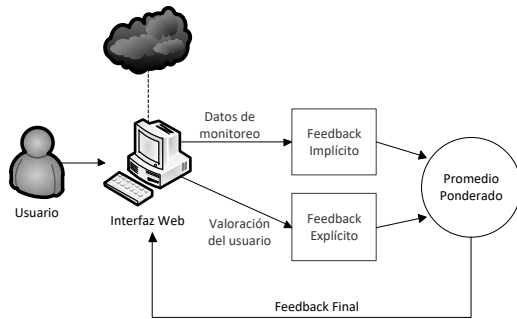 Datos de
monitoreo
Feedback
Implícito
Promedio
Ponderado
Usuario
Interfaz Web
Valoración
del usuario
Feedback
Explícito
Feedback Final